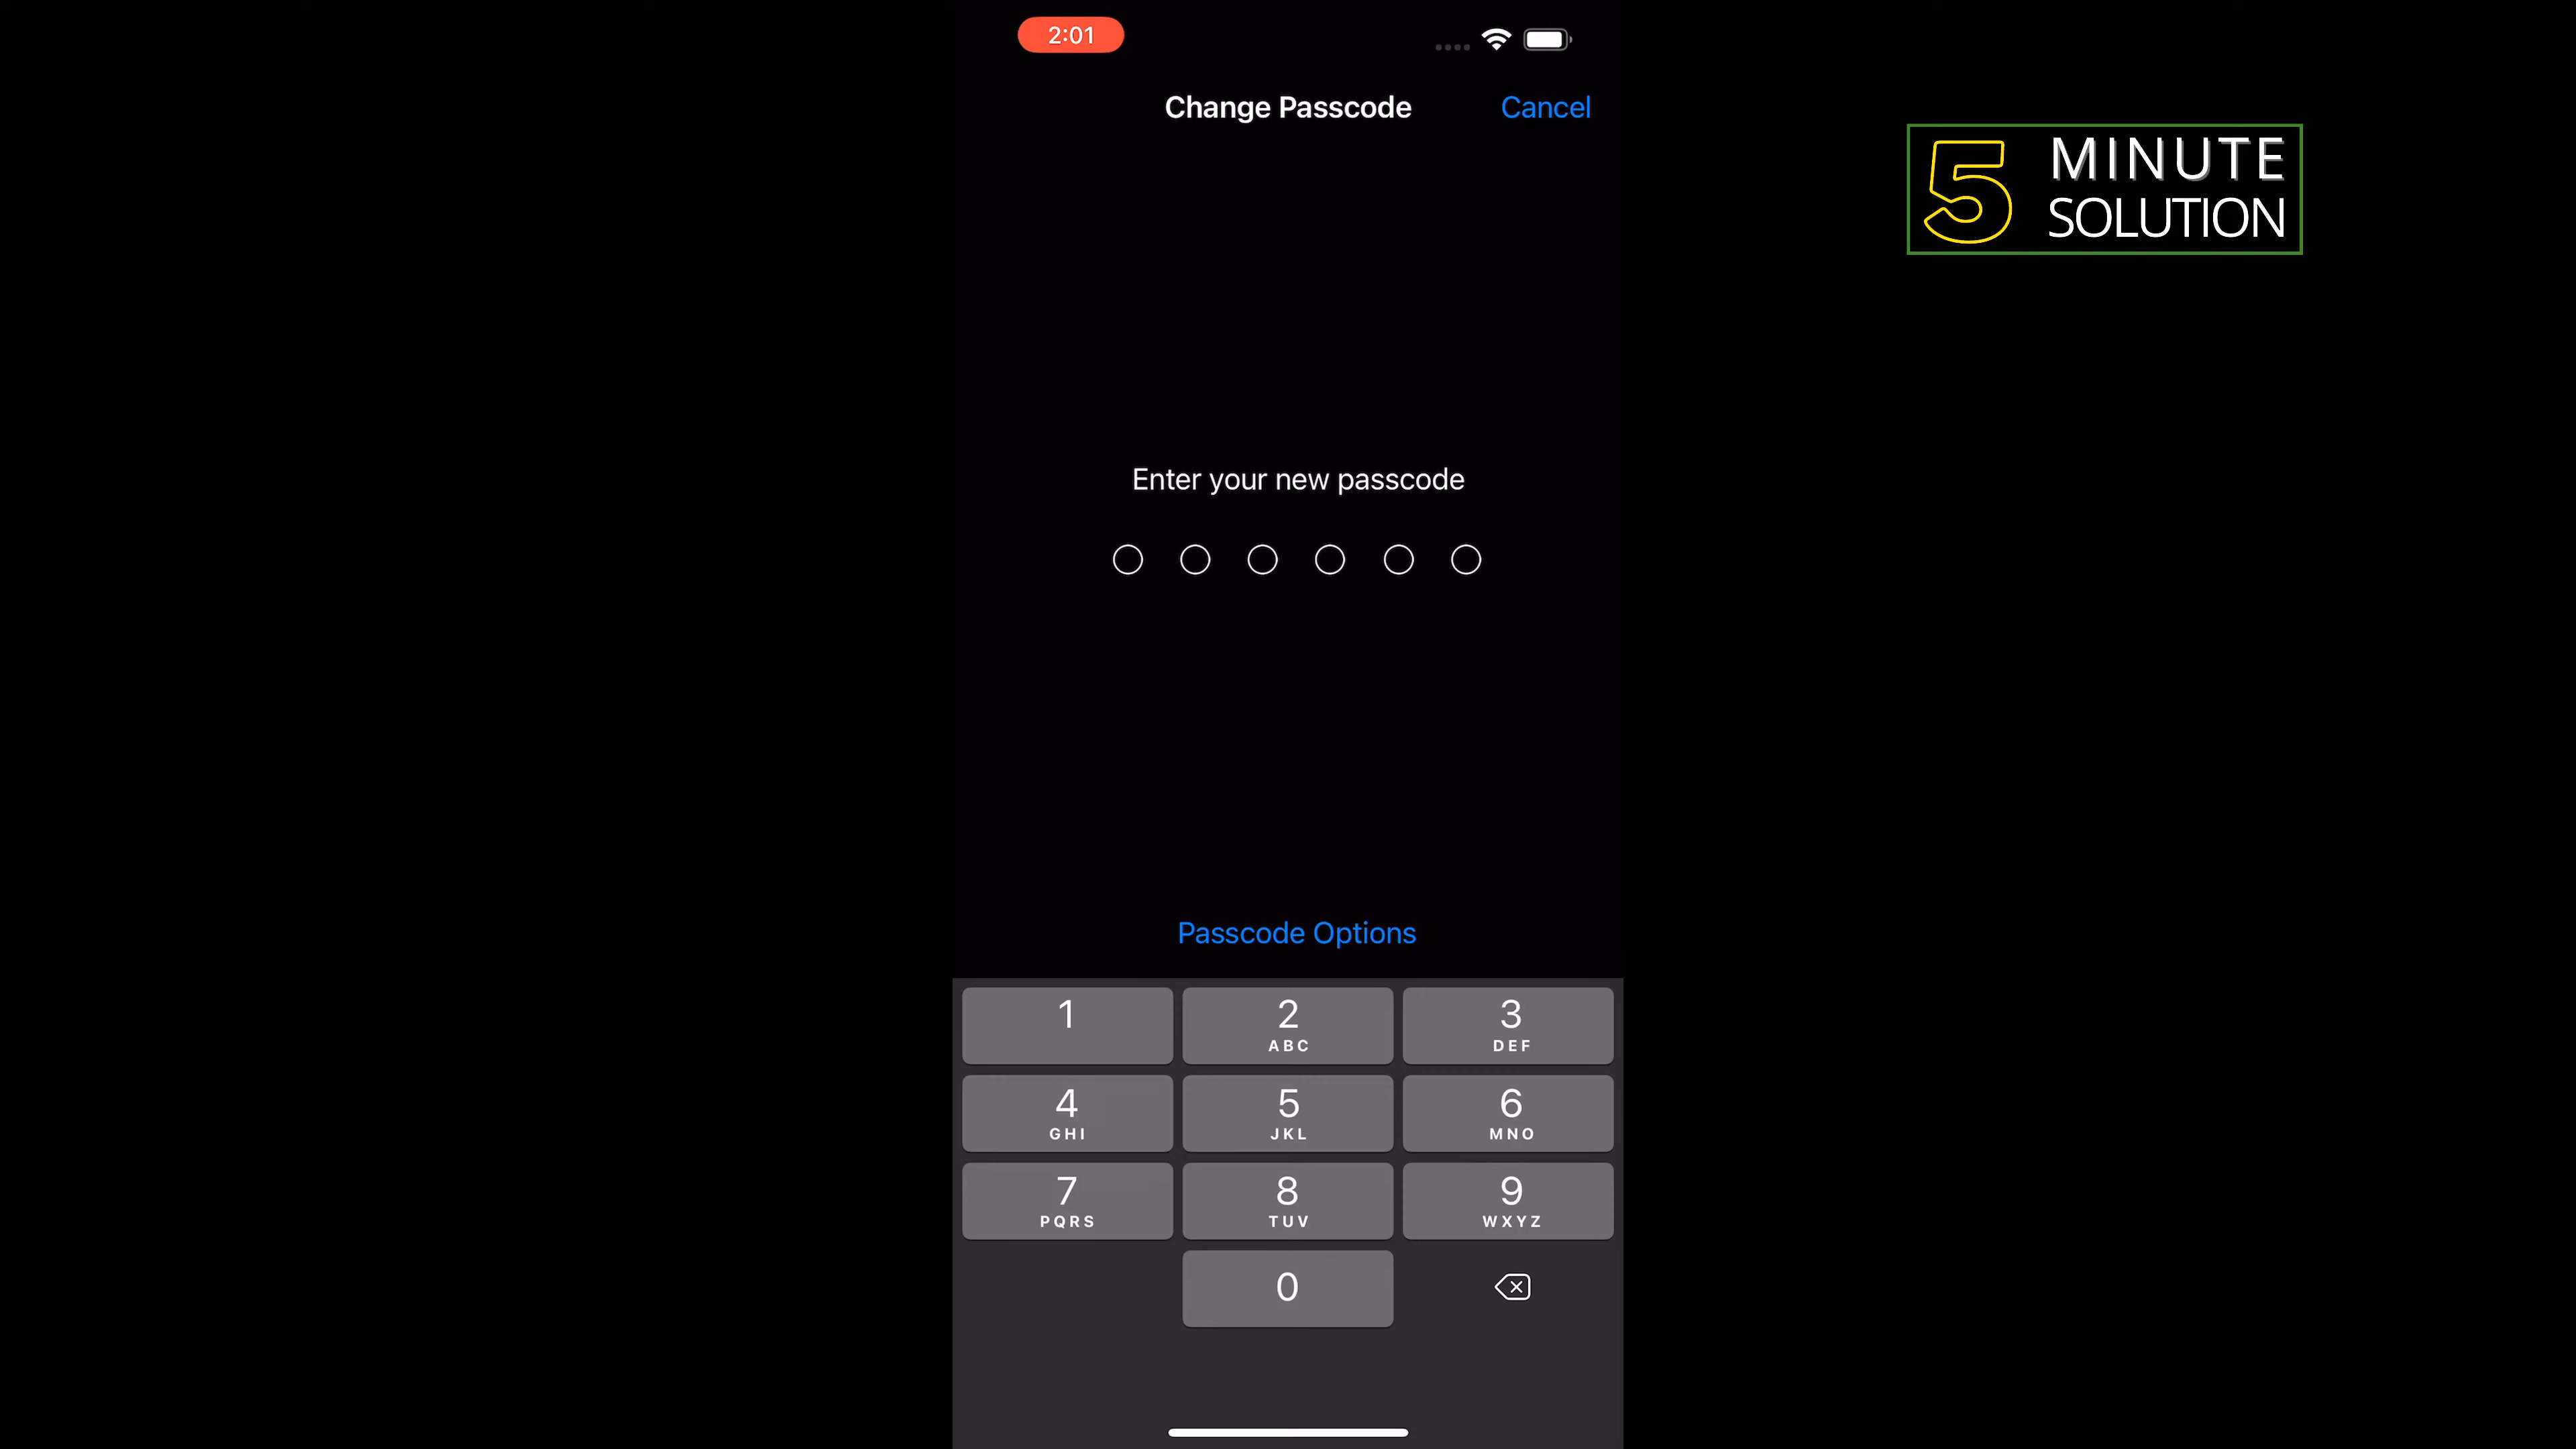 2:01
Change Passcode
Cancel
5 MINUTE
SOLUTION
Enter your new passcode
Passcode Options
1
2
ABC
3
DEF
4
GHI
5
JKL
6
MNO
7
PQRS
8
TUV
9
WXYZ
0